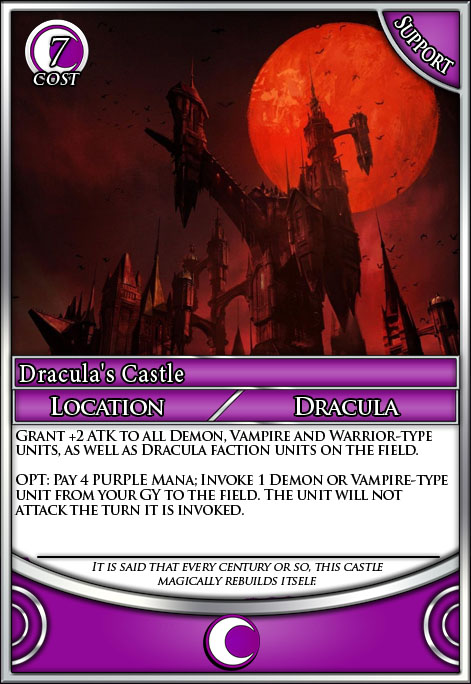 7
COST
SUPPORT
Dracula's Castle
LOCATION / DRACULA
GRANT +2 ATK TO ALL DEMON, VAMPIRE AND WARRIOR-TYPE
UNITS, AS WELL AS DRACULA FACTION UNITS ON THE FIELD.
OPT: PAY 4 PURPLE MANA; INVOKE 1 DEMON OR VAMPIRE-TYPE
UNIT FROM YOUR GY TO THE FIELD. THE UNIT WILL NOT
ATTACK THE TURN IT IS INVOKED.
IT IS SAID THAT EVERY CENTURY OR SO, THIS CASTLE
MAGICALLY REBUILDS ITSELF.